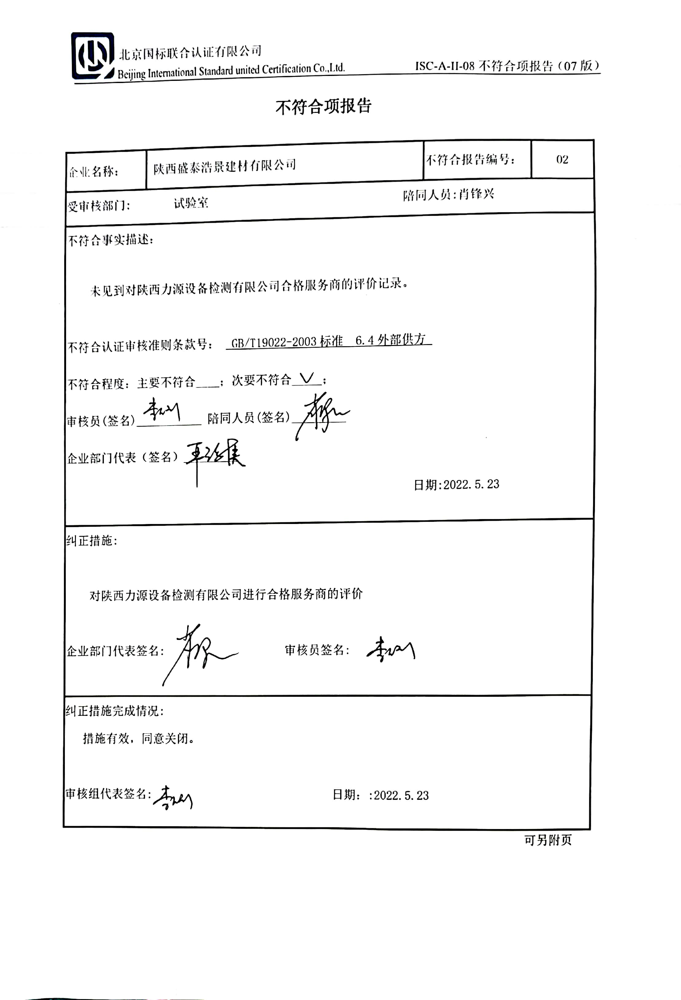 北京国标联合认证有限公司
Beijing International Standard united Certification Co.,Ltd.
ISC-A-II-08 不符合项报告（07 版）
不符合项报告
企业名称： 陕西盛泰浩景建材有限公司 不符合报告编号： 02
受审核部门： 试验室 陪同人员:肖锋兴
不符合事实描述：
未见到对陕西力源设备检测有限公司合格服务商的评价记录。
不符合认证审核准则条款号： GB/T19022-2003 标准 6.4 外部供方
不符合程度：主要不符合___；次要不符合 V ；
审核员(签名) 陪同人员(签名)
企业部门代表（签名）
日期:2022.5.23
纠正措施：
对陕西力源设备检测有限公司进行合格服务商的评价
企业部门代表签名： 审核员签名：
纠正措施完成情况：
措施有效，同意关闭。
审核组代表签名： 日期：:2022.5.23
可另附页